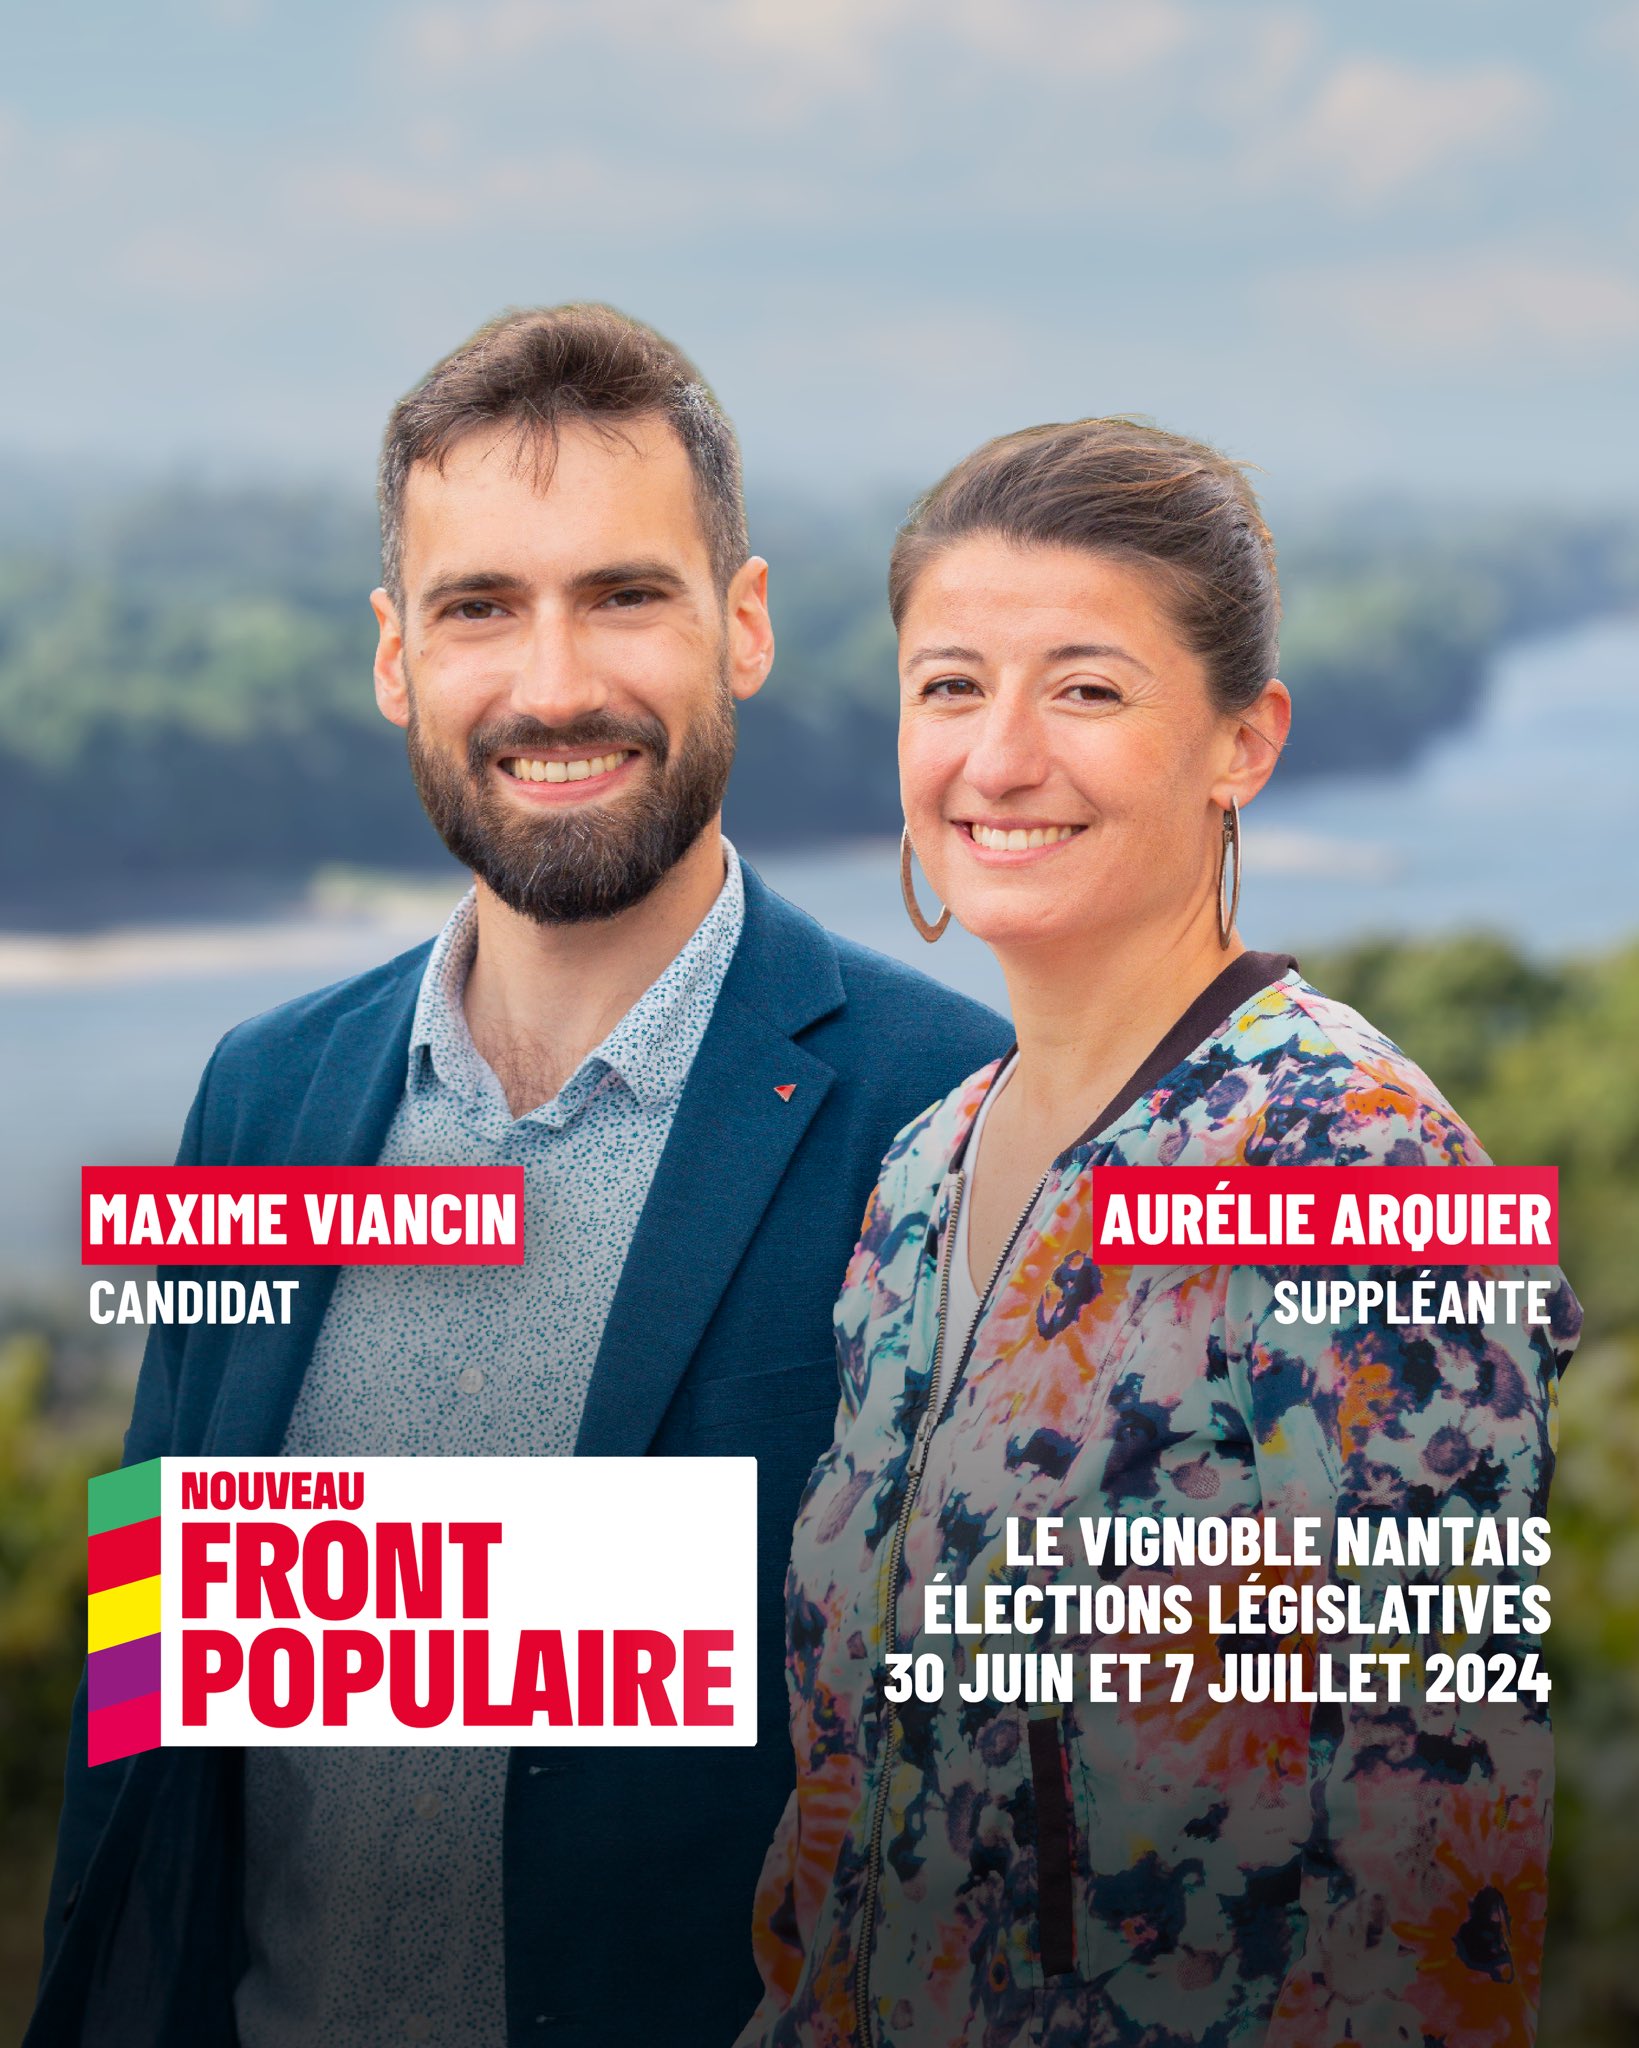 MAXIME VIANCIN
CANDIDAT
AURÉLIE ARQUIER
SUPPLÉANTE
NOUVEAU
FRONT
POPULAIRE
LE VIGNOBLE NANTAIS
ÉLECTIONS LÉGISLATIVES
30 JUIN ET 7 JUILLET 2024